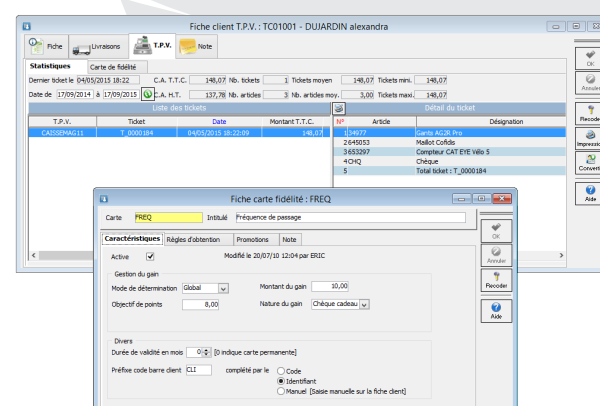 Fiche client T.P.V. : TC01001 - DUJARDIN alexandra
Fiche Livraisons T.P.V. Note
OK
Statistiques Carte de fidélité
Dernier ticket le 04/05/2015 18:22 C.A. T.T.C. 148,07 Nb. tickets 1 Tickets moyen 148,07 Tickets mini. 148,07
Annuler
Date de 17/09/2014 à 17/09/2015 C.A. H.T. 137,78 Nb. articles 3 Nb. articles moy. 3,00 Tickets maxi. 148,07
Liste des tickets Détail du ticket
Recoder
T.P.V. Ticket Date Montant T.T.C. N° Article Désignation
CAISSEMAG11 T_0000184 04/05/2015 18:22:09 148,07 1 34977 Gants AG2R Pro
2 645053 Maillot Cofidis
Impression
3 653297 Compteur CAT EYE Vélo 5
4 CHQ Chèque
Converti
5 Total ticket : T_0000184
Aide
Fiche carte fidélité : FREQ
Carte FREQ Intitulé Fréquence de passage
OK
Caractéristiques Règles d'obtention Promotions Note
Active Modifié le 20/07/10 12:04 par ERIC
Annuler
Gestion du gain
Mode de détermination Global Montant du gain 10,00
Recoder
Objectif de points 8,00 Nature du gain Chèque cadeau
Aide
Divers
Durée de validité en mois 0 [0 indique carte permanente]
Préfixe code barre client CLI complété par le Code
Identifiant
Manuel [Saisie manuelle sur la fiche client]